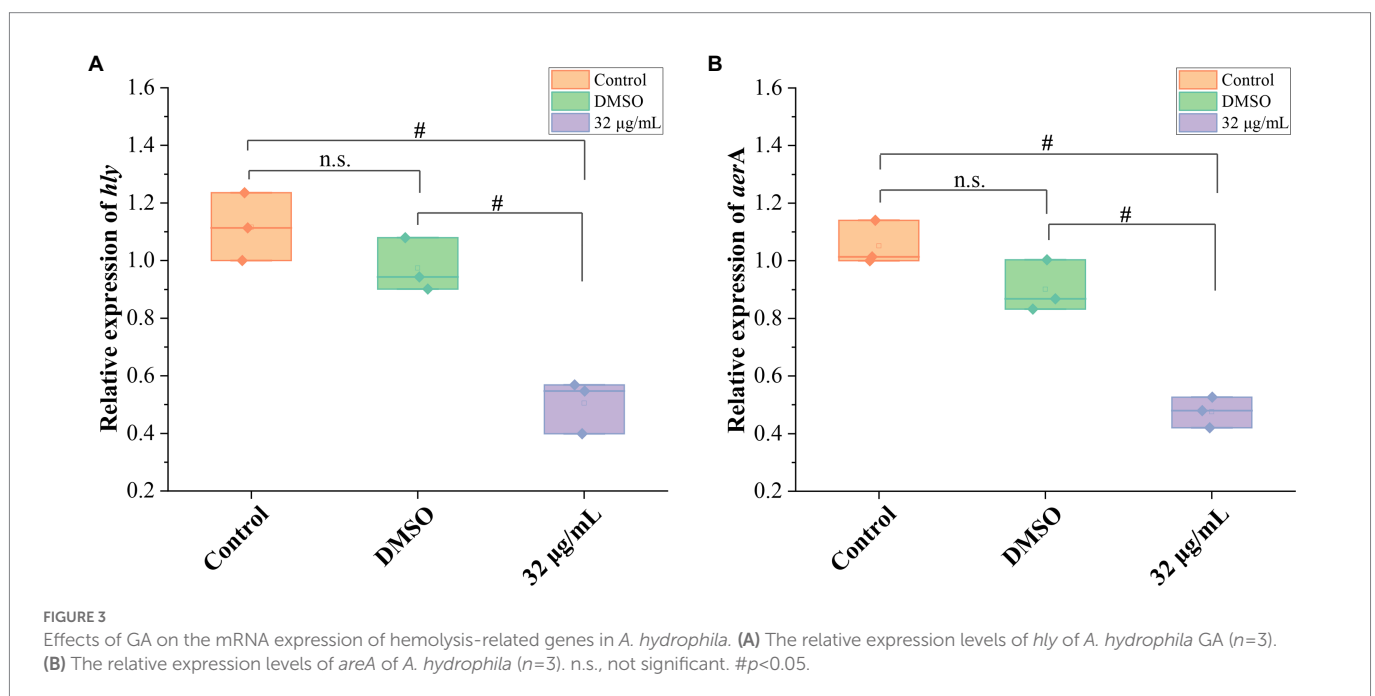 A
Control
DMSO
32 µg/mL
Relative expression of hly
1.6
1.4
1.2
1.0
0.8
0.6
0.4
0.2
#
n.s.
#
Control
DMSO
32 µg/mL
B
Control
DMSO
32 µg/mL
Relative expression of aerA
1.6
1.4
1.2
1.0
0.8
0.6
0.4
0.2
#
n.s.
#
Control
DMSO
32 µg/mL
FIGURE 3
Effects of GA on the mRNA expression of hemolysis-related genes in A. hydrophila. (A) The relative expression levels of hly of A. hydrophila GA (n=3).
(B) The relative expression levels of areA of A. hydrophila (n=3). n.s., not significant. #p<0.05.